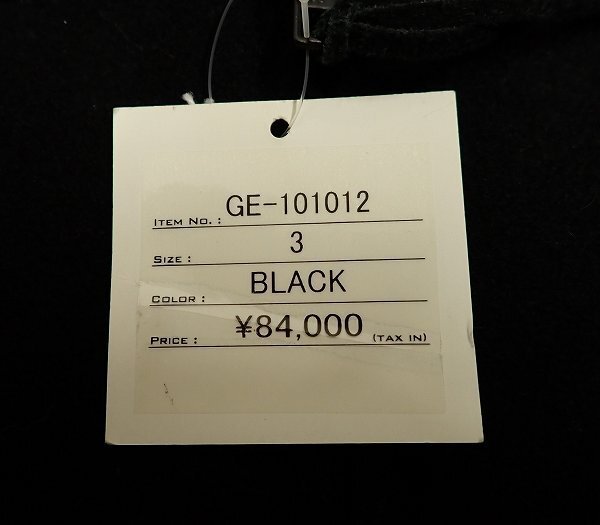 ITEM NO. : GE-101012
SIZE : 3
COLOR : BLACK
PRICE : ¥84,000 (TAX IN)